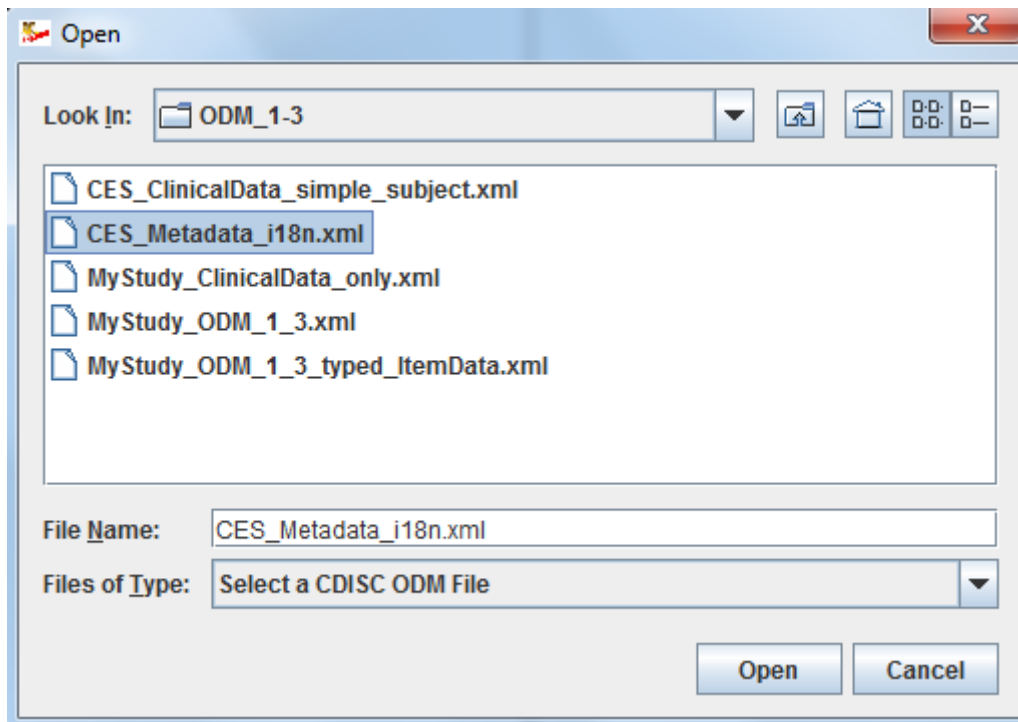 Open
Look In: ODM_1-3
CES_ClinicalData_simple_subject.xml
CES_Metadata_i18n.xml
MyStudy_ClinicalData_only.xml
MyStudy_ODM_1_3.xml
MyStudy_ODM_1_3_typed_ItemData.xml
File Name: CES_Metadata_i18n.xml
Files of Type: Select a CDISC ODM File
Open Cancel